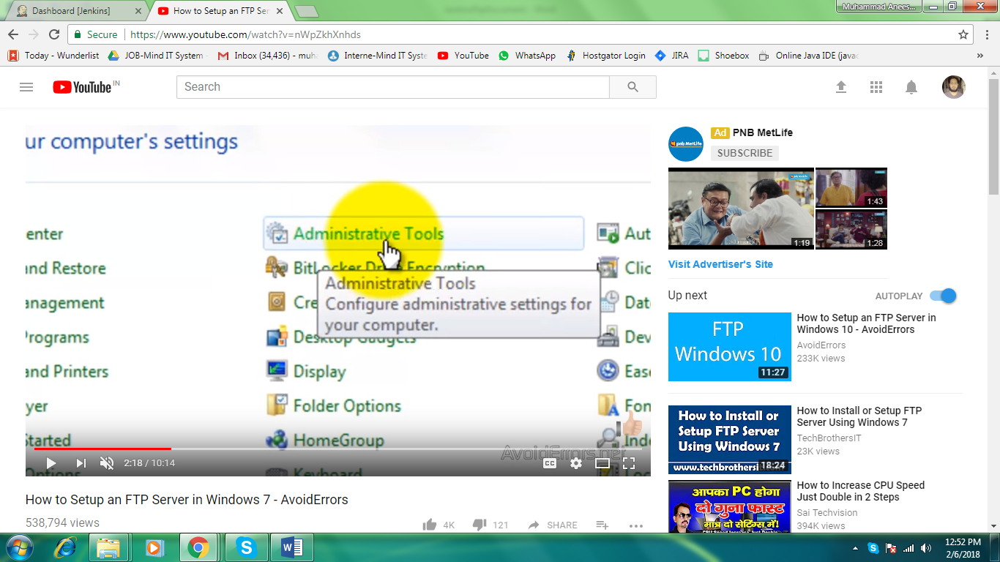 Dashboard [Jenkins]
How to Setup an FTP Ser
Muhammad Anees...
Secure
https://www.youtube.com/watch?v=nWpZkhXnhds
Today - Wunderlist
JOB-Mind IT System
Inbox (34,436) - muh
Interne-Mind IT Syste
YouTube
WhatsApp
Hostgator Login
JIRA
Shoebox
Online Java IDE (javac
»
YouTube IN
Search
ur computer's settings
enter
Administrative Tools
Aut
and Restore
BitLocker Drive Encryption
Clic
Administrative Tools
Configure administrative settings for
your computer.
anagement
Cre
Date
Programs
Desktop Gadgets
Dev
and Printers
Display
Ease
yer
Folder Options
Fon
Started
HomeGroup
Inde
Options
Keyboard
Loc
AvoidErrors.net
2:18 / 10:14
CC
How to Setup an FTP Server in Windows 7 - AvoidErrors
538,794 views
4K
121
SHARE
pnb MetLife
Ad PNB MetLife
SUBSCRIBE
1:19
1:43
1:28
Visit Advertiser's Site
Up next
AUTOPLAY
FTP
Windows 10
11:27
How to Setup an FTP Server in
Windows 10 - AvoidErrors
AvoidErrors
233K views
How to Install or
Setup FTP Server
Using Windows 7
www.techbrothersi
18:24
How to Install or Setup FTP
Server Using Windows 7
TechBrothersIT
23K views
आपका PC होगा
दो गुना फास्ट
मात्र दो सेटिंग्स में!
How to Increase CPU Speed
Just Double in 2 Steps
Sai Techvision
394K views
12:52 PM
2/6/2018